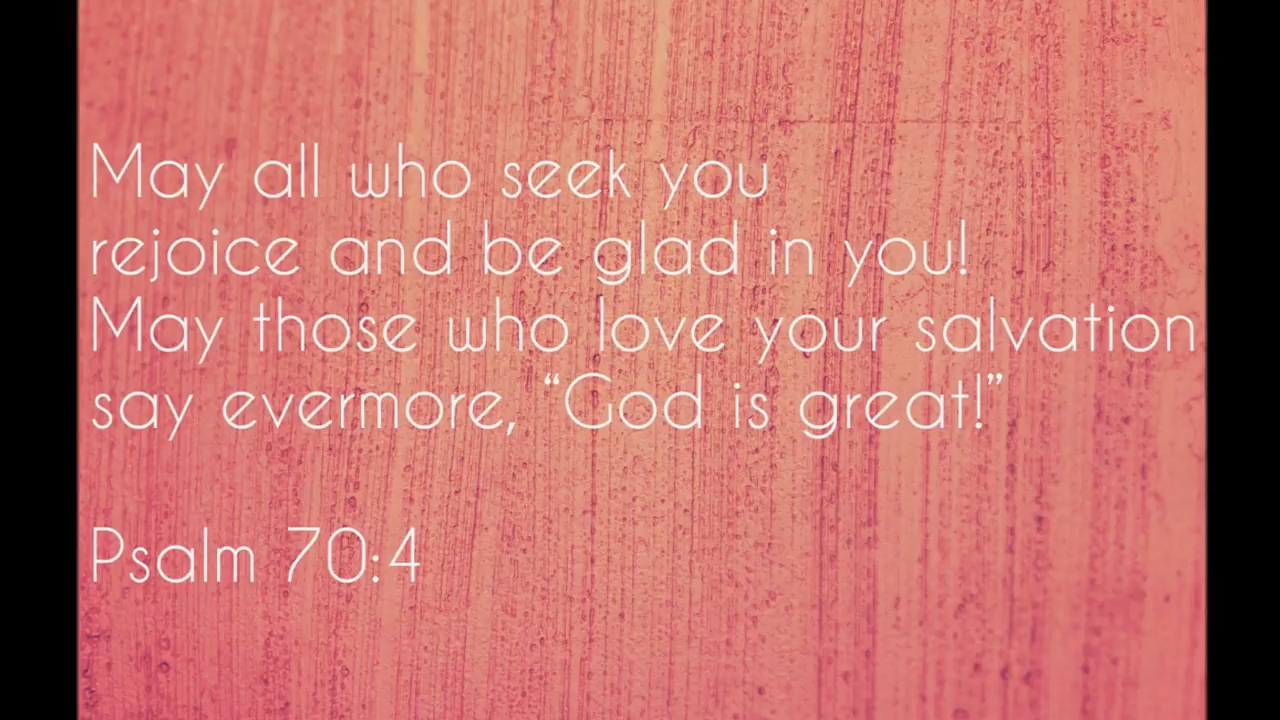 May all who seek you
rejoice and be glad in you!
May those who love your salvation
say evermore, “God is great!”
Psalm 70:4